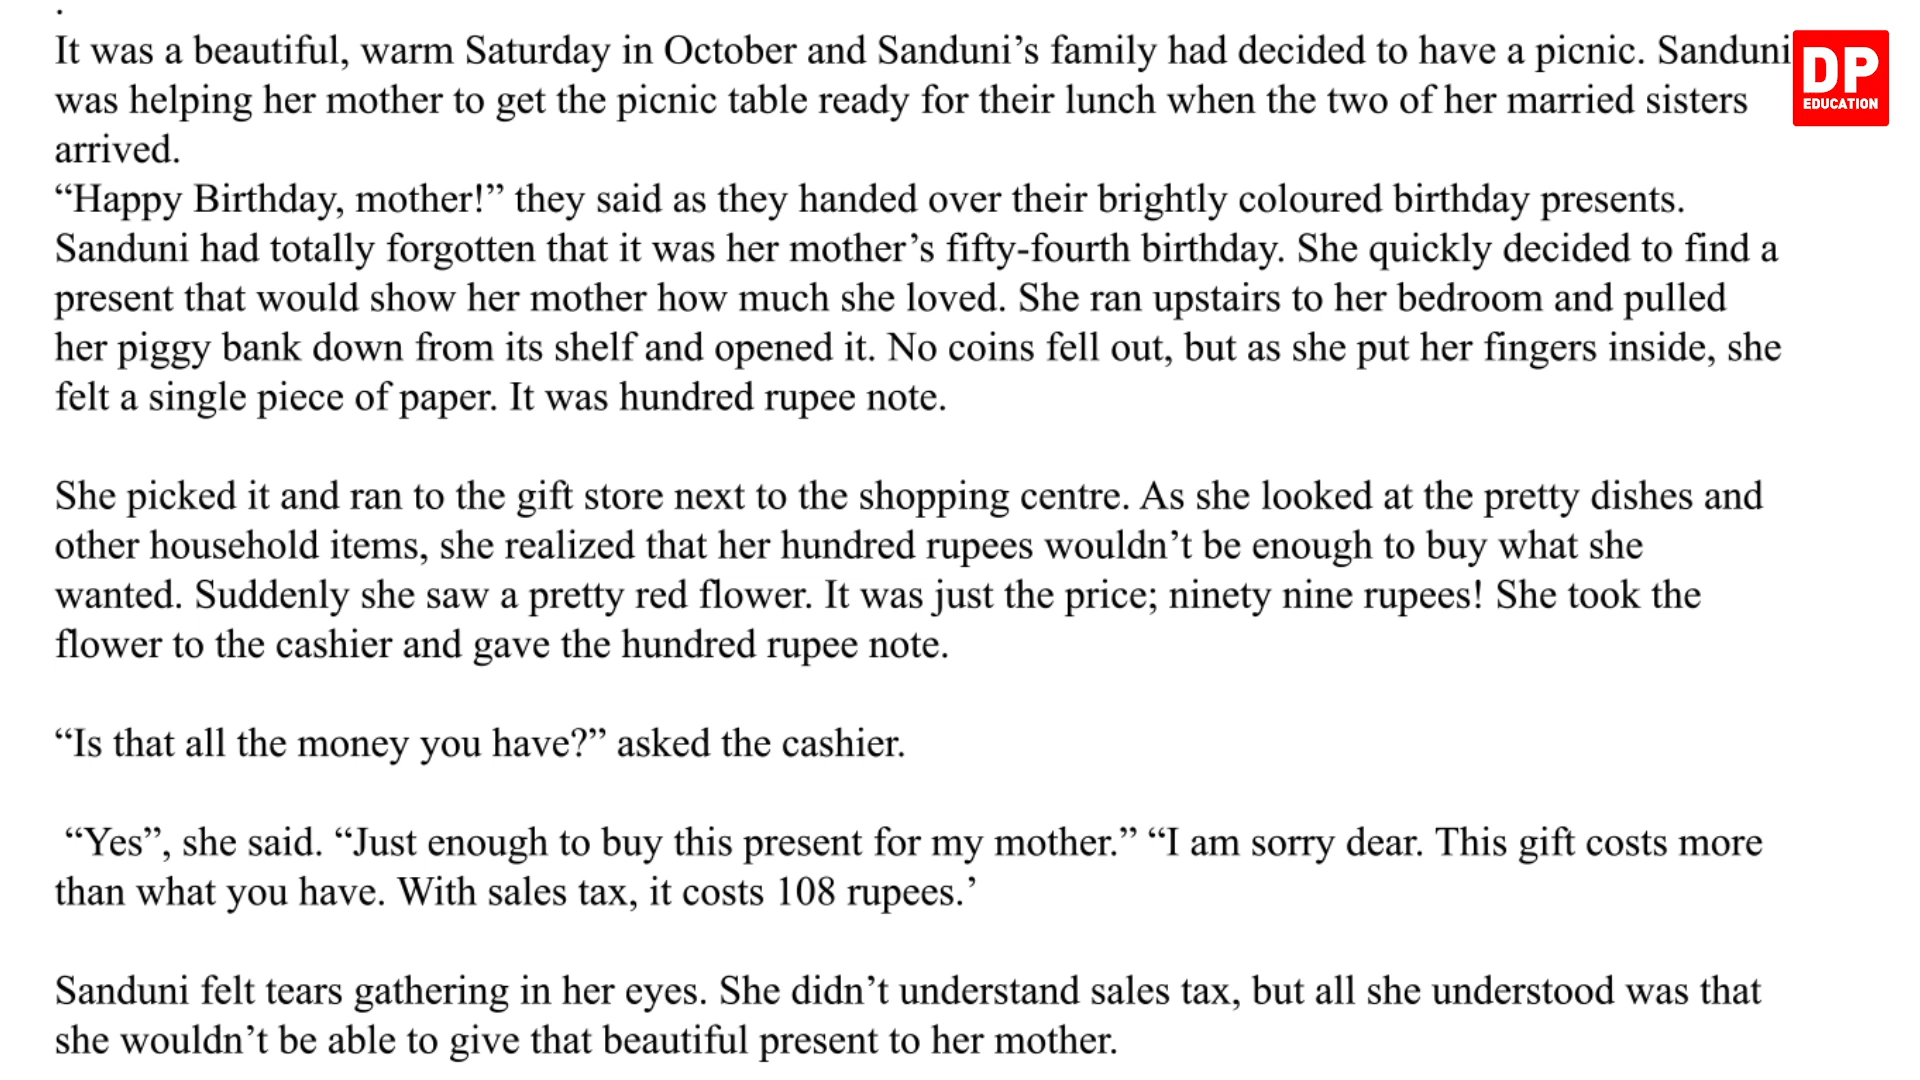 .
It was a beautiful, warm Saturday in October and Sanduni’s family had decided to have a picnic. Sanduni
was helping her mother to get the picnic table ready for their lunch when the two of her married sisters
arrived.
“Happy Birthday, mother!” they said as they handed over their brightly coloured birthday presents.
Sanduni had totally forgotten that it was her mother’s fifty-fourth birthday. She quickly decided to find a
present that would show her mother how much she loved. She ran upstairs to her bedroom and pulled
her piggy bank down from its shelf and opened it. No coins fell out, but as she put her fingers inside, she
felt a single piece of paper. It was hundred rupee note.
She picked it and ran to the gift store next to the shopping centre. As she looked at the pretty dishes and
other household items, she realized that her hundred rupees wouldn’t be enough to buy what she
wanted. Suddenly she saw a pretty red flower. It was just the price; ninety nine rupees! She took the
flower to the cashier and gave the hundred rupee note.
“Is that all the money you have?” asked the cashier.
“Yes”, she said. “Just enough to buy this present for my mother.” “I am sorry dear. This gift costs more
than what you have. With sales tax, it costs 108 rupees.’
Sanduni felt tears gathering in her eyes. She didn’t understand sales tax, but all she understood was that
she wouldn’t be able to give that beautiful present to her mother.
DP
EDUCATION